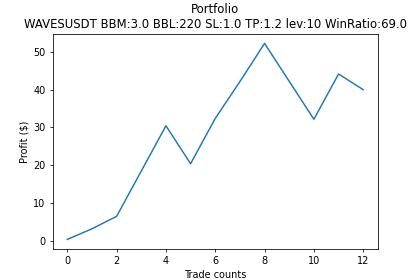 Portfolio
WAVESUSDT BBM:3.0 BBL:220 SL:1.0 TP:1.2 lev:10 WinRatio:69.0
50
40
30
20
10
0
Profit ($)
0 2 4 6 8 10 12
Trade counts